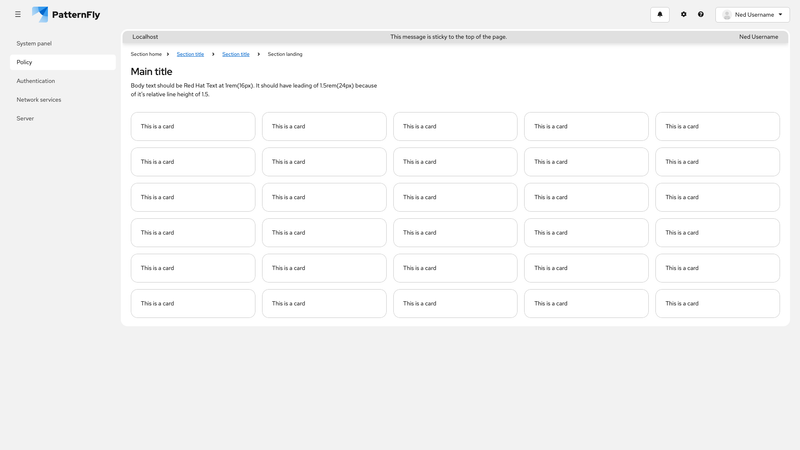 PatternFly
Ned Username
System panel
Policy
Authentication
Network services
Server
Localhost This message is sticky to the top of the page. Ned Username
Section home Section title Section title Section landing
Main title
Body text should be Red Hat Text at 1rem(16px). It should have leading of 1.5rem(24px) because
of it's relative line height of 1.5.
This is a card This is a card This is a card This is a card This is a card
This is a card This is a card This is a card This is a card This is a card
This is a card This is a card This is a card This is a card This is a card
This is a card This is a card This is a card This is a card This is a card
This is a card This is a card This is a card This is a card This is a card
This is a card This is a card This is a card This is a card This is a card